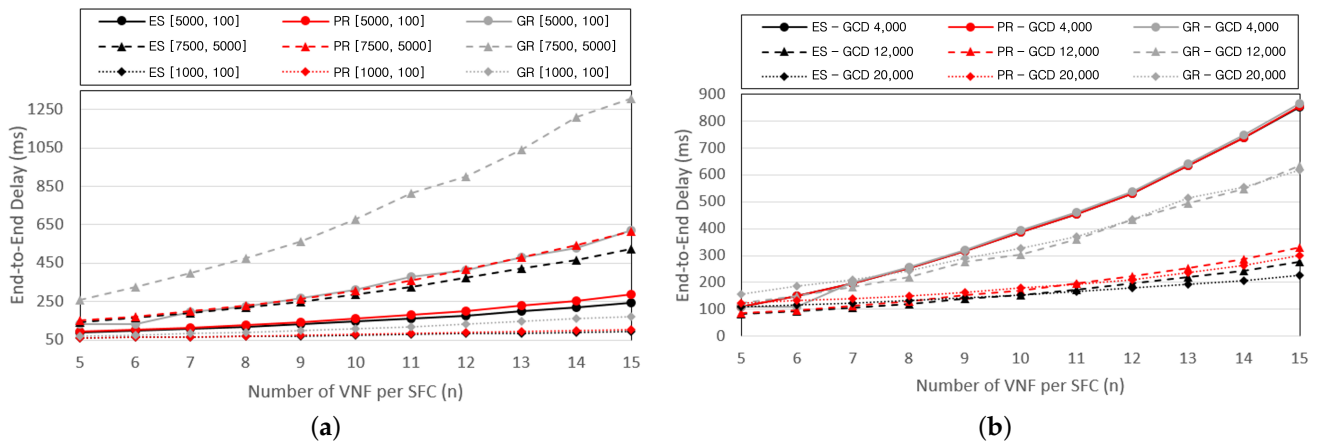 ES [5000, 100] PR [5000, 100] GR [5000, 100]
ES [7500, 5000] PR [7500, 5000] GR [7500, 5000]
ES [1000, 100] PR [1000, 100] GR [1000, 100]
End-to-End Delay (ms)
1250
1050
850
650
450
250
50
5 6 7 8 9 10 11 12 13 14 15
Number of VNF per SFC (n)
(a)
ES – GCD 4,000 PR – GCD 4,000 GR – GCD 4,000
ES – GCD 12,000 PR – GCD 12,000 GR – GCD 12,000
ES – GCD 20,000 PR – GCD 20,000 GR – GCD 20,000
End-to-End Delay (ms)
900
800
700
600
500
400
300
200
100
0
5 6 7 8 9 10 11 12 13 14 15
Number of VNF per SFC (n)
(b)